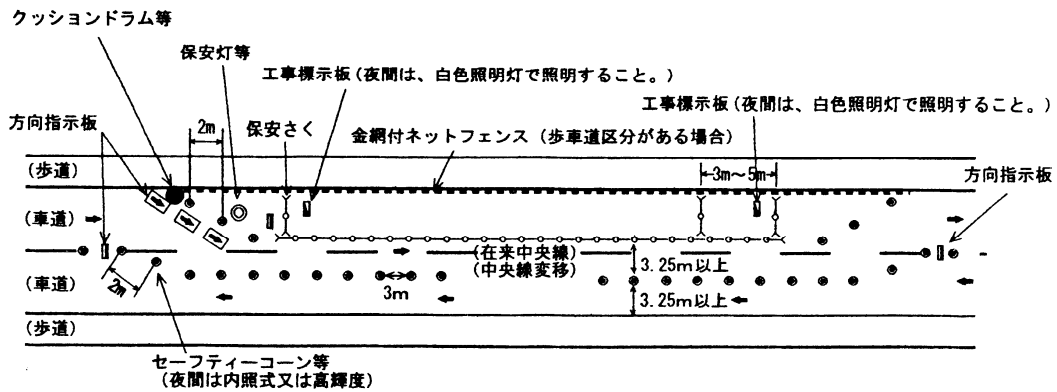 クッションドラム等
保安灯等
工事標示板(夜間は、白色照明灯で照明すること。)
工事標示板(夜間は、白色照明灯で照明すること。)
方向指示板
2m
保安さく
金網付ネットフェンス(歩車道区分がある場合)
(歩道)
3m～5m
方向指示板
(車道)
(在来中央線)
(中央線変移)
3.25m以上
(車道)
2m
3m
3.25m以上
(歩道)
セーフティーコーン等
(夜間は内照式又は高輝度)